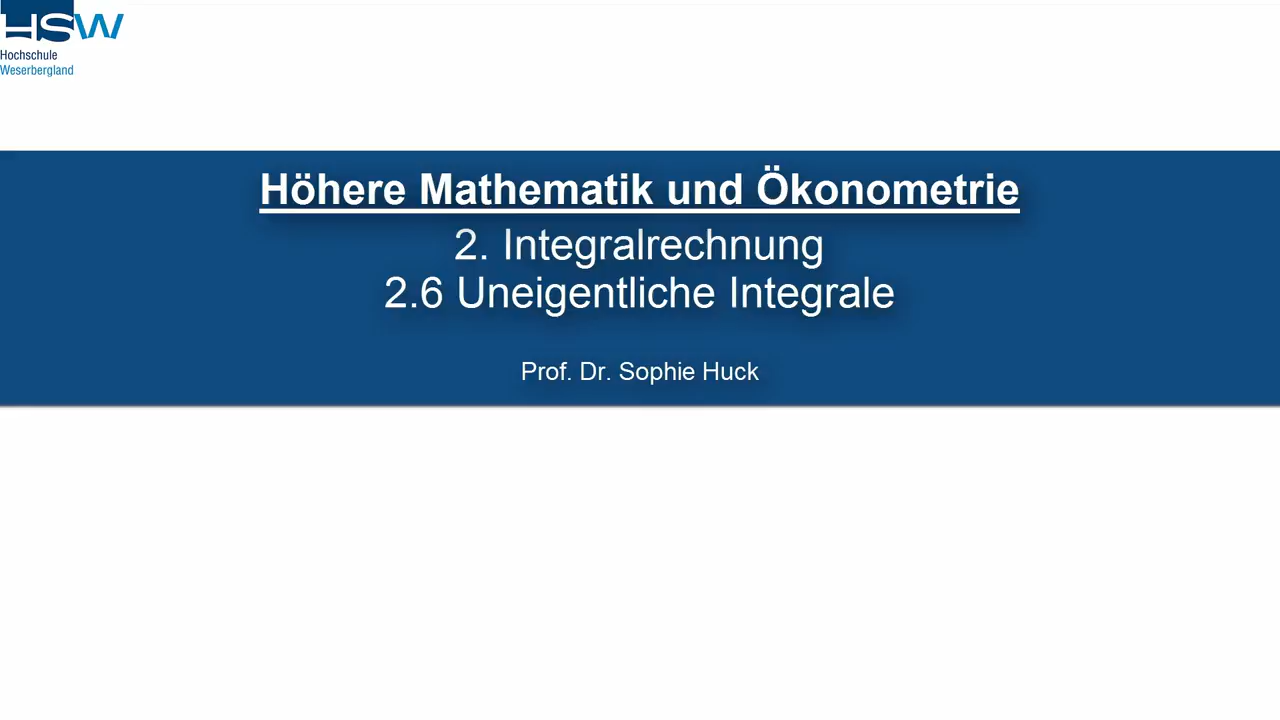 HSW
Hochschule
Weserbergland
Höhere Mathematik und Ökonometrie
2. Integralrechnung
2.6 Uneigentliche Integrale
Prof. Dr. Sophie Huck